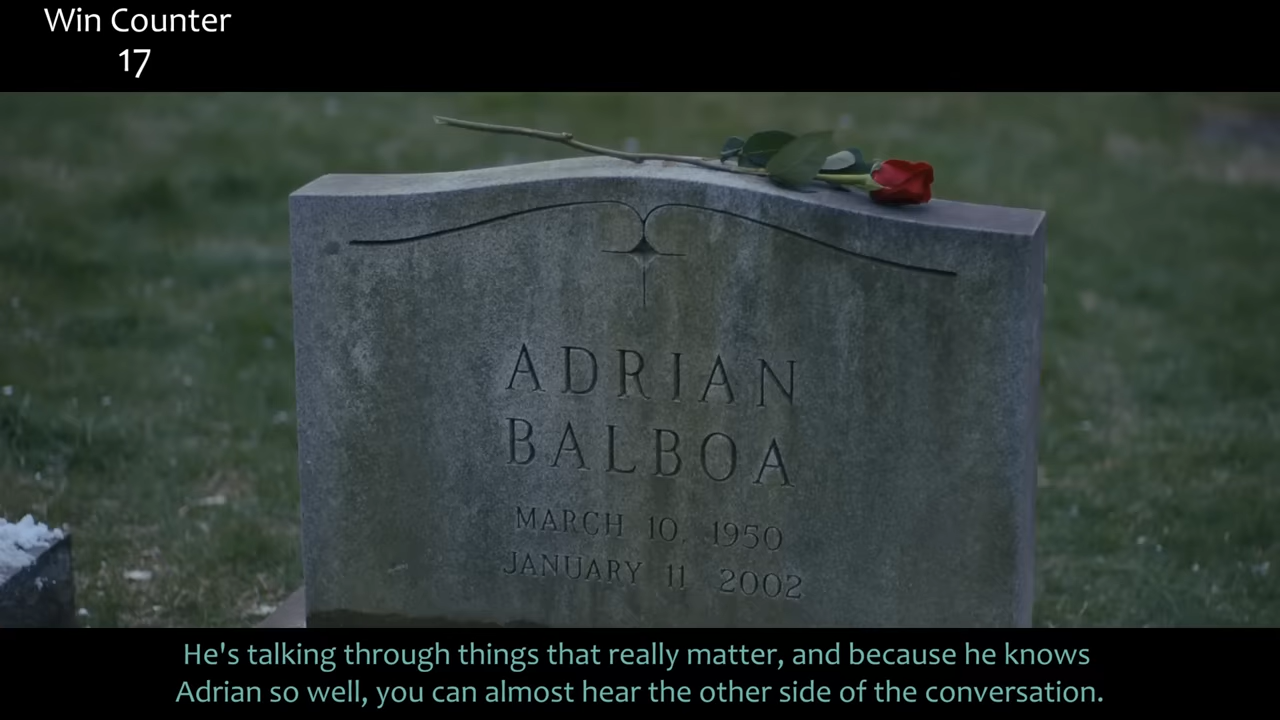 Win Counter
17
ADRIAN
BALBOA
MARCH 10, 1950
JANUARY 11 2002
He's talking through things that really matter, and because he knows
Adrian so well, you can almost hear the other side of the conversation.